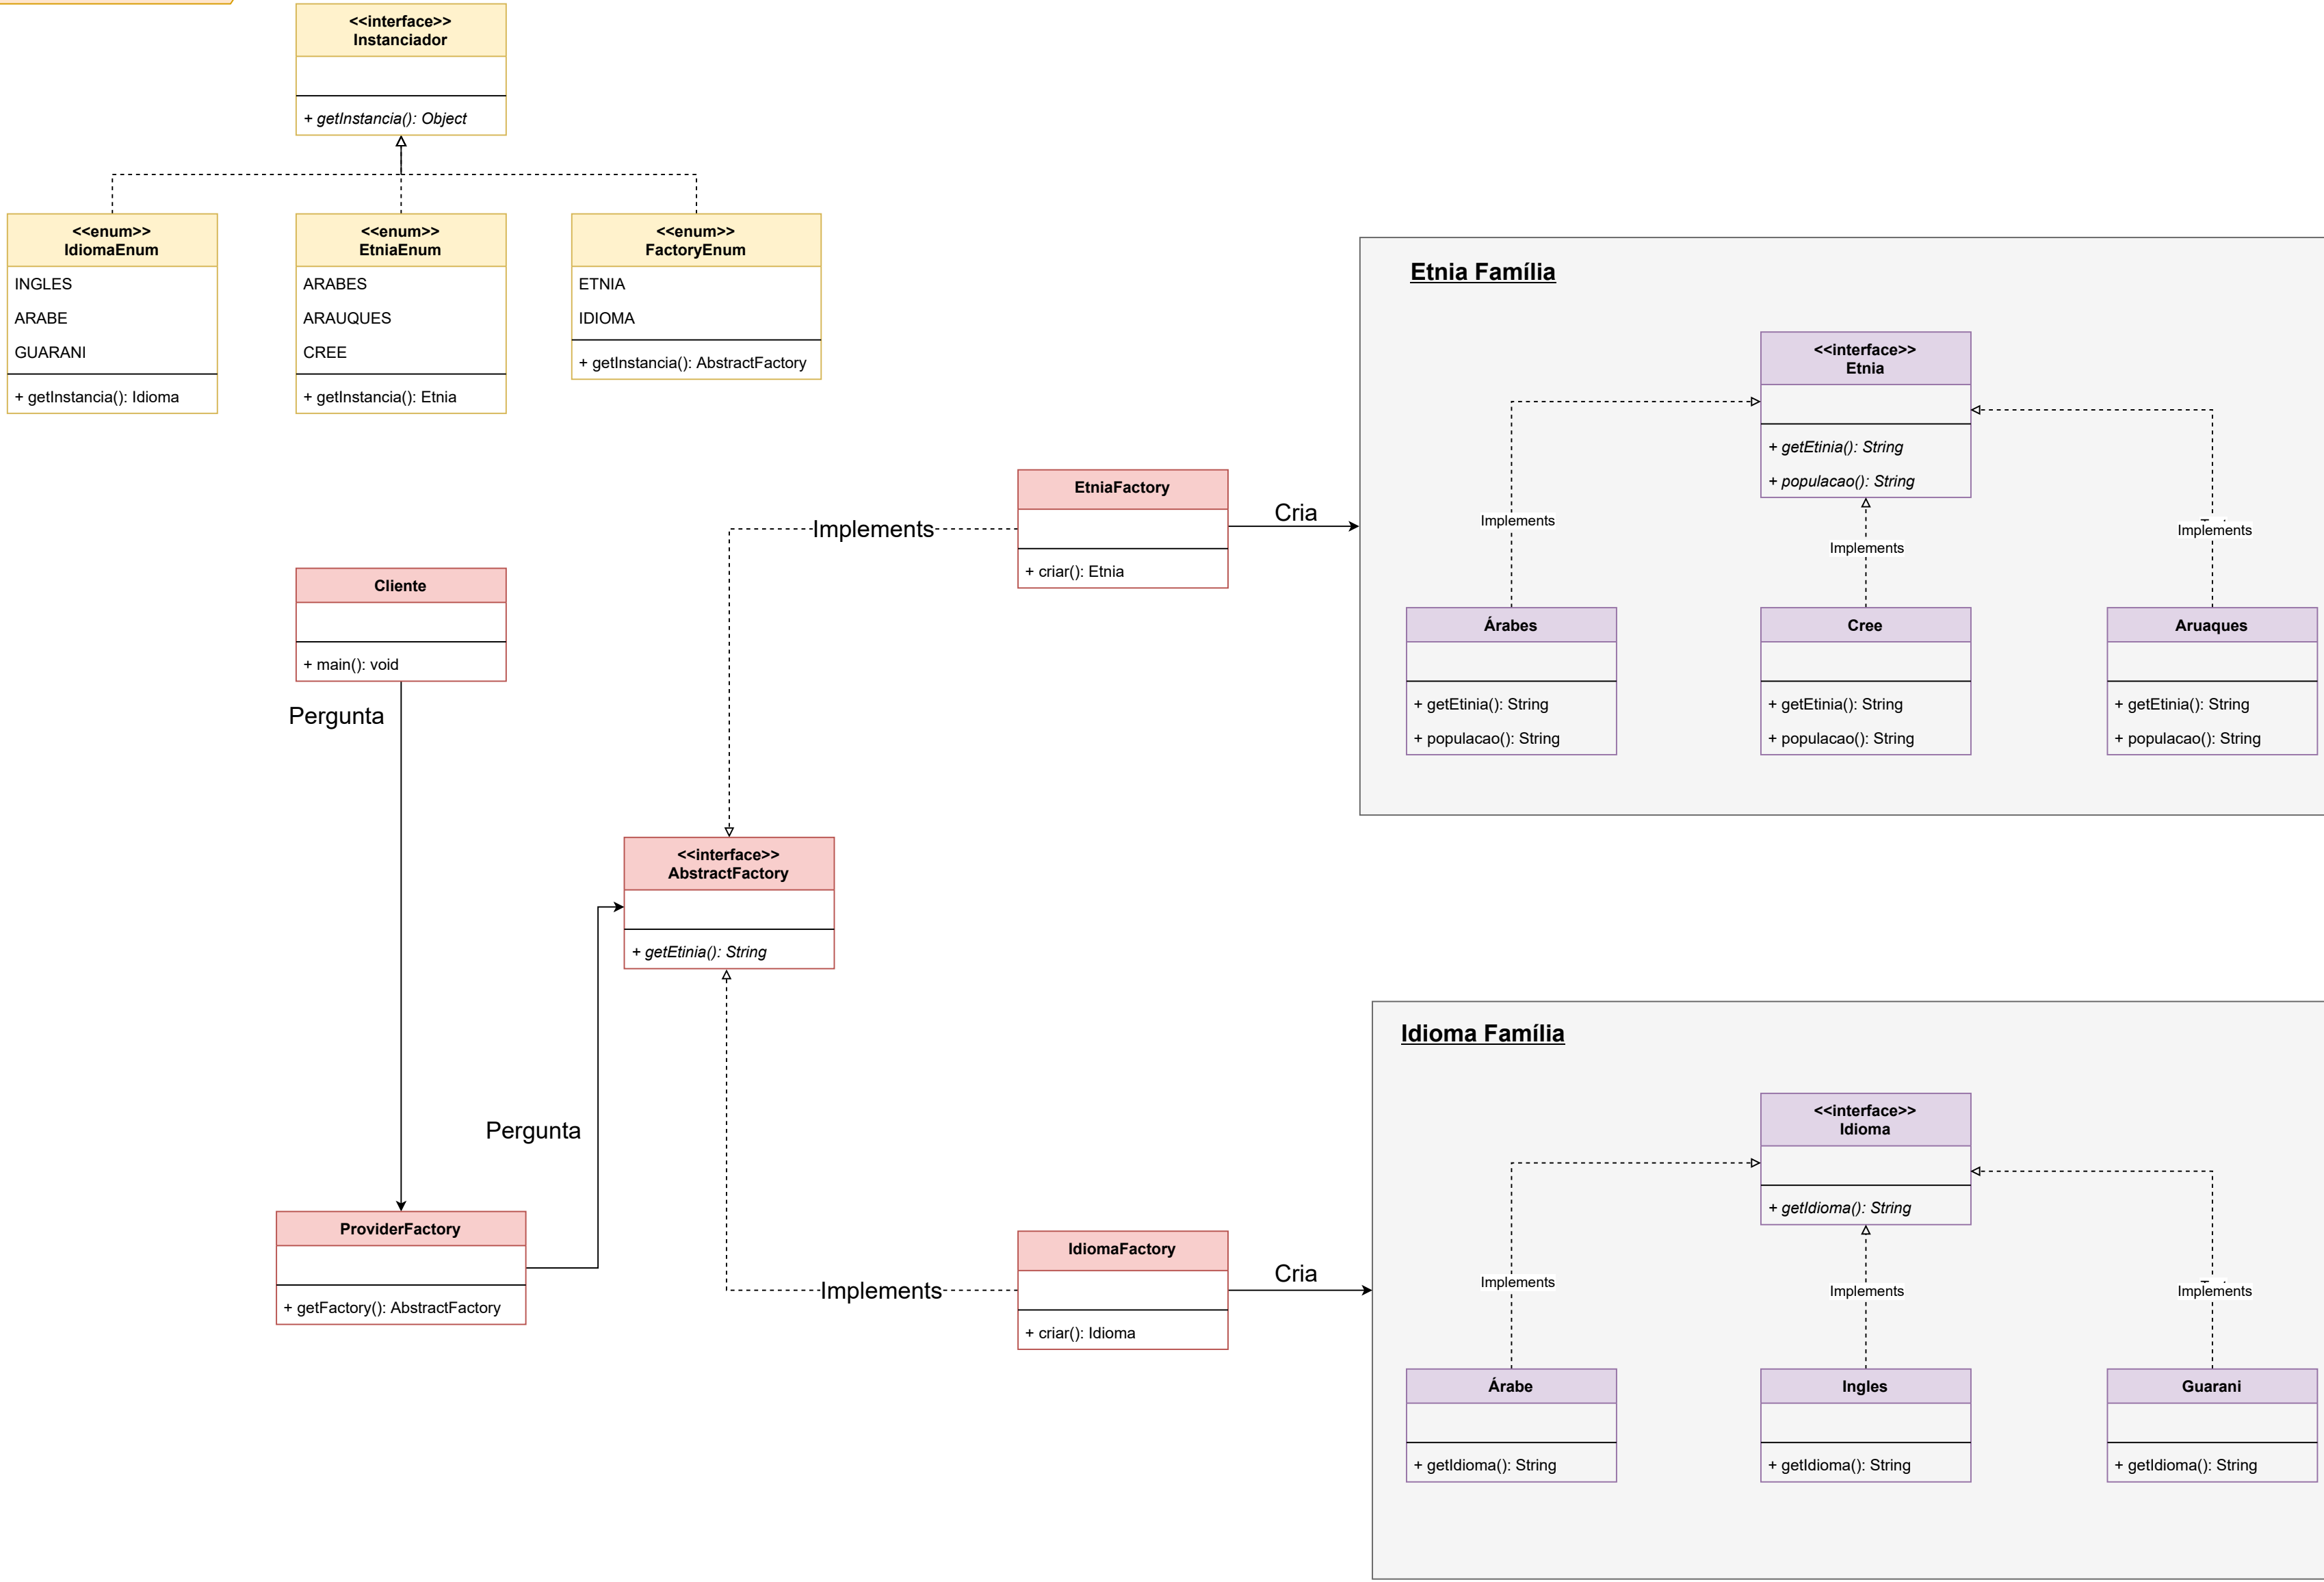 <<interface>>
Instanciador
+ getInstancia(): Object
<<enum>>
IdiomaEnum
INGLES
ARABE
GUARANI
+ getInstancia(): Idioma
<<enum>>
EtniaEnum
ARABES
ARAUQUES
CREE
+ getInstancia(): Etnia
<<enum>>
FactoryEnum
ETNIA
IDIOMA
+ getInstancia(): AbstractFactory
Etnia Família
<<interface>>
Etnia
+ getEtinia(): String
+ populacao(): String
Implements
Implements
Implements
Árabes
+ getEtinia(): String
+ populacao(): String
Cree
+ getEtinia(): String
+ populacao(): String
Aruaques
+ getEtinia(): String
+ populacao(): String
EtniaFactory
+ criar(): Etnia
Cria
Implements
Cliente
+ main(): void
Pergunta
<<interface>>
AbstractFactory
+ getEtinia(): String
Pergunta
ProviderFactory
+ getFactory(): AbstractFactory
Implements
IdiomaFactory
+ criar(): Idioma
Cria
Idioma Família
<<interface>>
Idioma
+ getIdioma(): String
Implements
Implements
Implements
Árabe
+ getIdioma(): String
Ingles
+ getIdioma(): String
Guarani
+ getIdioma(): String